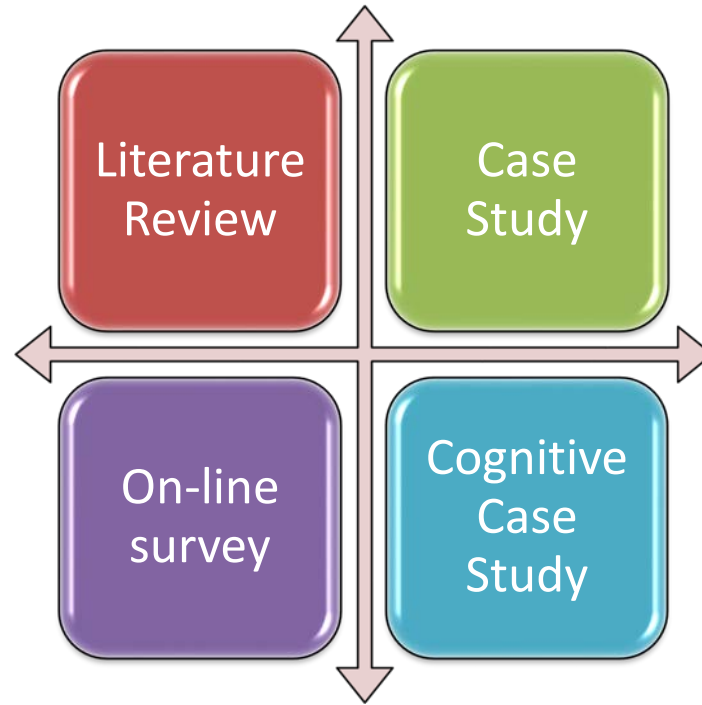 Literature
Review
Case
Study
On-line
survey
Cognitive
Case
Study